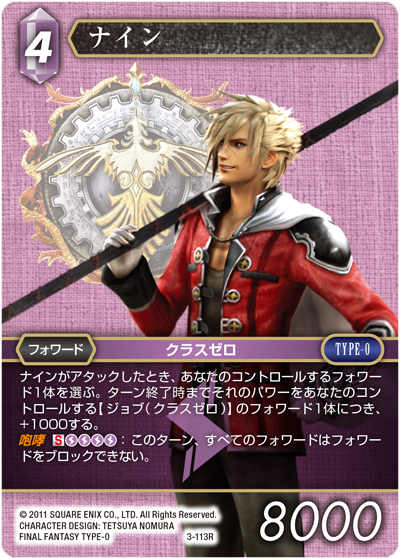 4
ナイン
フォワード
クラスゼロ
TYPE-0
ナインがアタックしたとき、あなたのコントロールするフォワー
ド1体を選ぶ。ターン終了時までそれのパワーをあなたのコン
トロールする【ジョブ(クラスゼロ)】のフォワード1体につき、
+1000する。
咆哮 S : このターン、すべてのフォワードはフォワー
ドをブロックできない。
© 2011 SQUARE ENIX CO., LTD. All Rights Reserved.
CHARACTER DESIGN: TETSUYA NOMURA
FINAL FANTASY TYPE-0
3-113R
8000